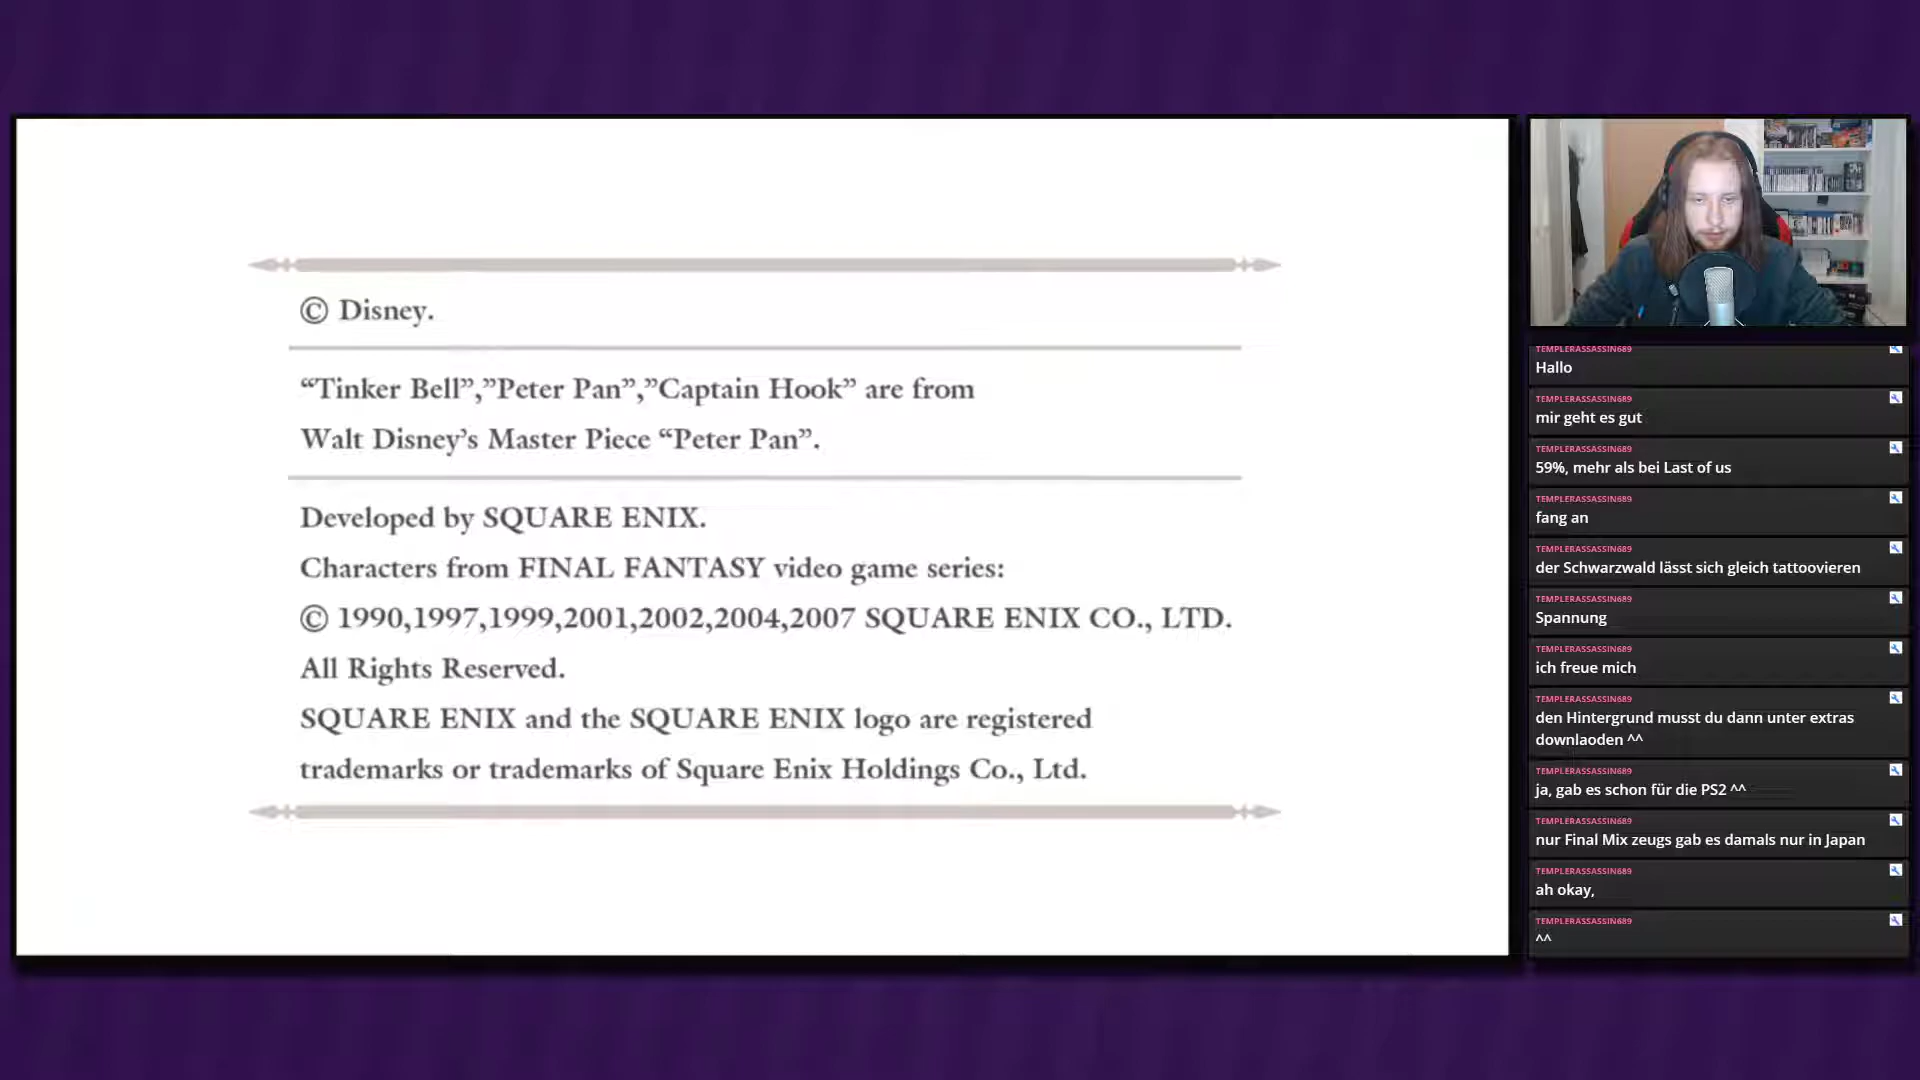 © Disney.
“Tinker Bell”,”Peter Pan”,”Captain Hook” are from
Walt Disney’s Master Piece “Peter Pan”.
Developed by SQUARE ENIX.
Characters from FINAL FANTASY video game series:
© 1990,1997,1999,2001,2002,2004,2007 SQUARE ENIX CO., LTD.
All Rights Reserved.
SQUARE ENIX and the SQUARE ENIX logo are registered
trademarks or trademarks of Square Enix Holdings Co., Ltd.
TEMPLERASSASSIN689
Hallo
TEMPLERASSASSIN689
mir geht es gut
TEMPLERASSASSIN689
59%, mehr als bei Last of us
TEMPLERASSASSIN689
fang an
TEMPLERASSASSIN689
der Schwarzwald lässt sich gleich tattoovieren
TEMPLERASSASSIN689
Spannung
TEMPLERASSASSIN689
ich freue mich
TEMPLERASSASSIN689
den Hintergrund musst du dann unter extras
downlaoden ^^
TEMPLERASSASSIN689
ja, gab es schon für die PS2 ^^
TEMPLERASSASSIN689
nur Final Mix zeugs gab es damals nur in Japan
TEMPLERASSASSIN689
ah okay,
TEMPLERASSASSIN689
^^